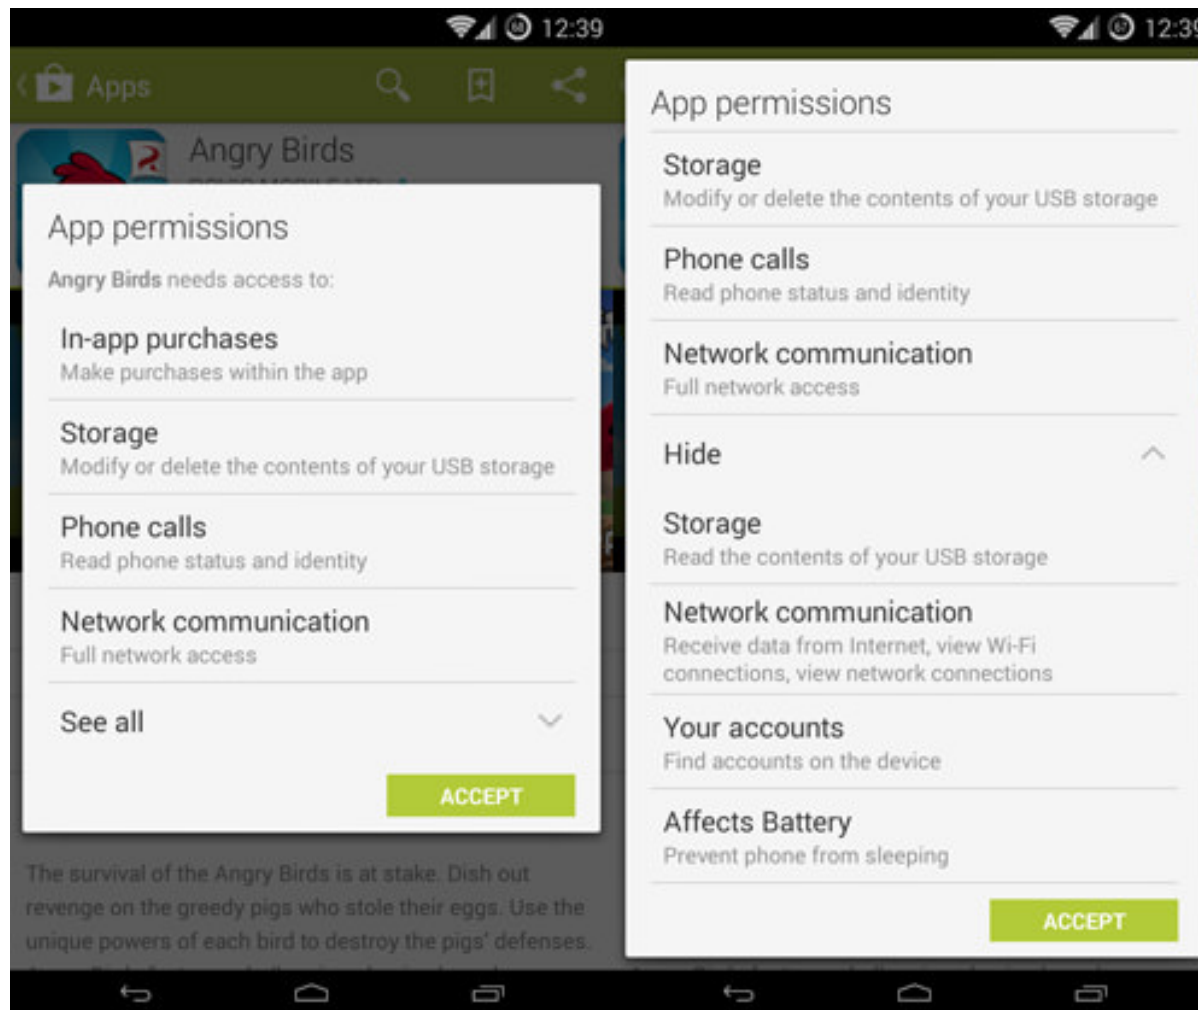 68 12:39
Apps
Angry Birds
App permissions
Angry Birds needs access to:
In-app purchases
Make purchases within the app
Storage
Modify or delete the contents of your USB storage
Phone calls
Read phone status and identity
Network communication
Full network access
See all
ACCEPT
The survival of the Angry Birds is at stake. Dish out
revenge on the greedy pigs who stole their eggs. Use the
unique powers of each bird to destroy the pigs' defenses.
67 12:39
App permissions
Storage
Modify or delete the contents of your USB storage
Phone calls
Read phone status and identity
Network communication
Full network access
Hide
Storage
Read the contents of your USB storage
Network communication
Receive data from Internet, view Wi-Fi
connections, view network connections
Your accounts
Find accounts on the device
Affects Battery
Prevent phone from sleeping
ACCEPT